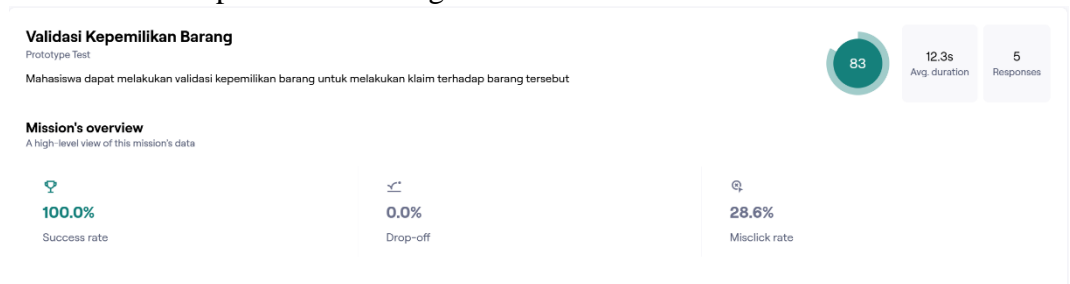 Validasi Kepemilikan Barang
Prototype Test
Mahasiswa dapat melakukan validasi kepemilikan barang untuk melakukan klaim terhadap barang tersebut
83
12.3s
Avg. duration
5
Responses
Mission's overview
A high-level view of this mission's data
100.0%
Success rate
0.0%
Drop-off
28.6%
Misclick rate